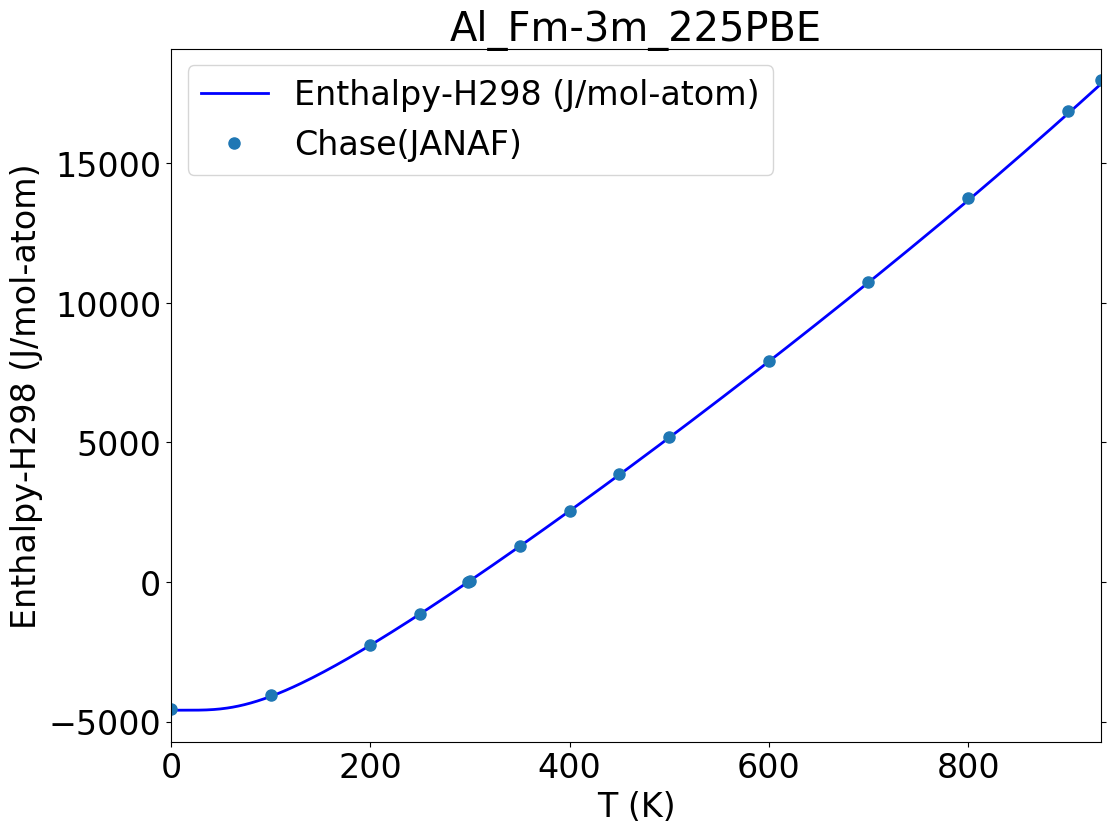 Al_Fm-3m_225PBE
Enthalpy-H298 (J/mol-atom)
Chase(JANAF)
Enthalpy-H298 (J/mol-atom)
15000
10000
5000
0
−5000
0 200 400 600 800
T (K)